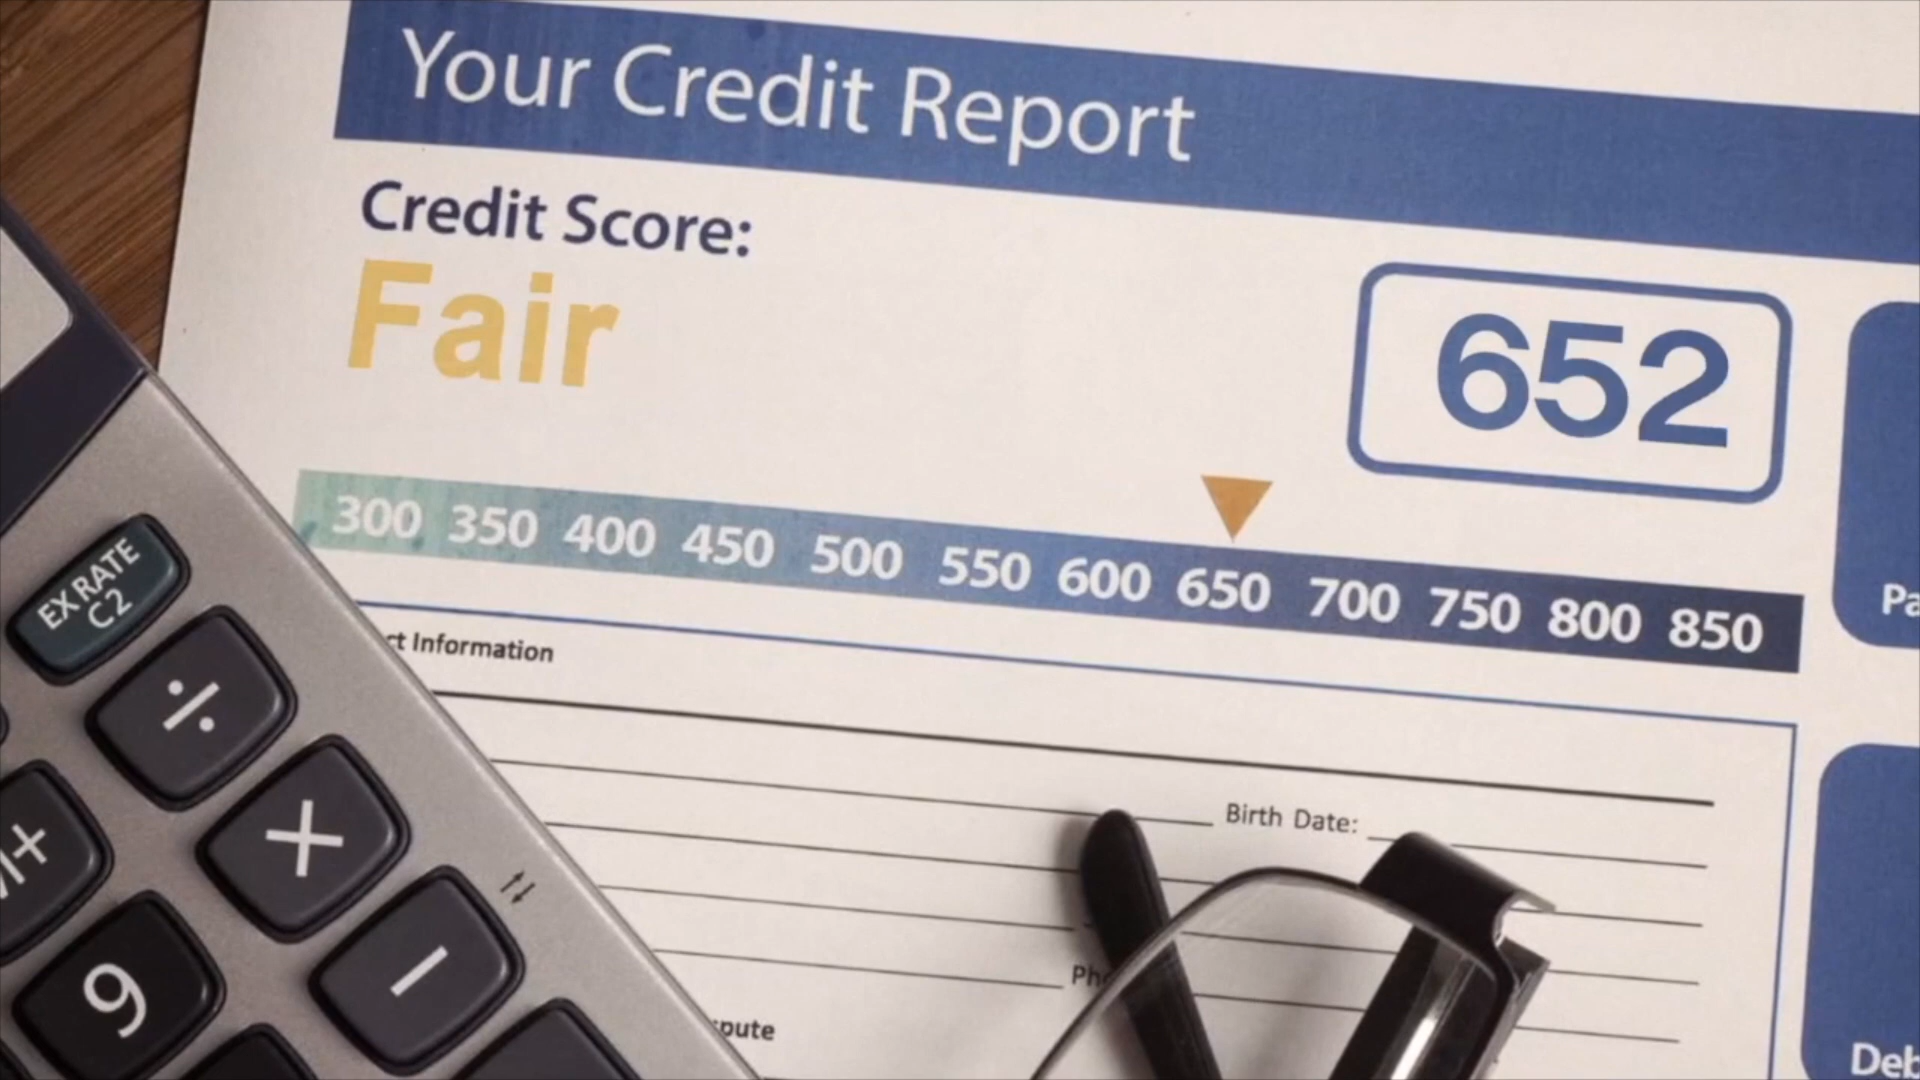 Your Credit Report
Credit Score:
Fair
652
300 350 400 450 500 550 600 650 700 750 800 850
Information
Birth Date:
EX RATE
C2
÷
×
−
9